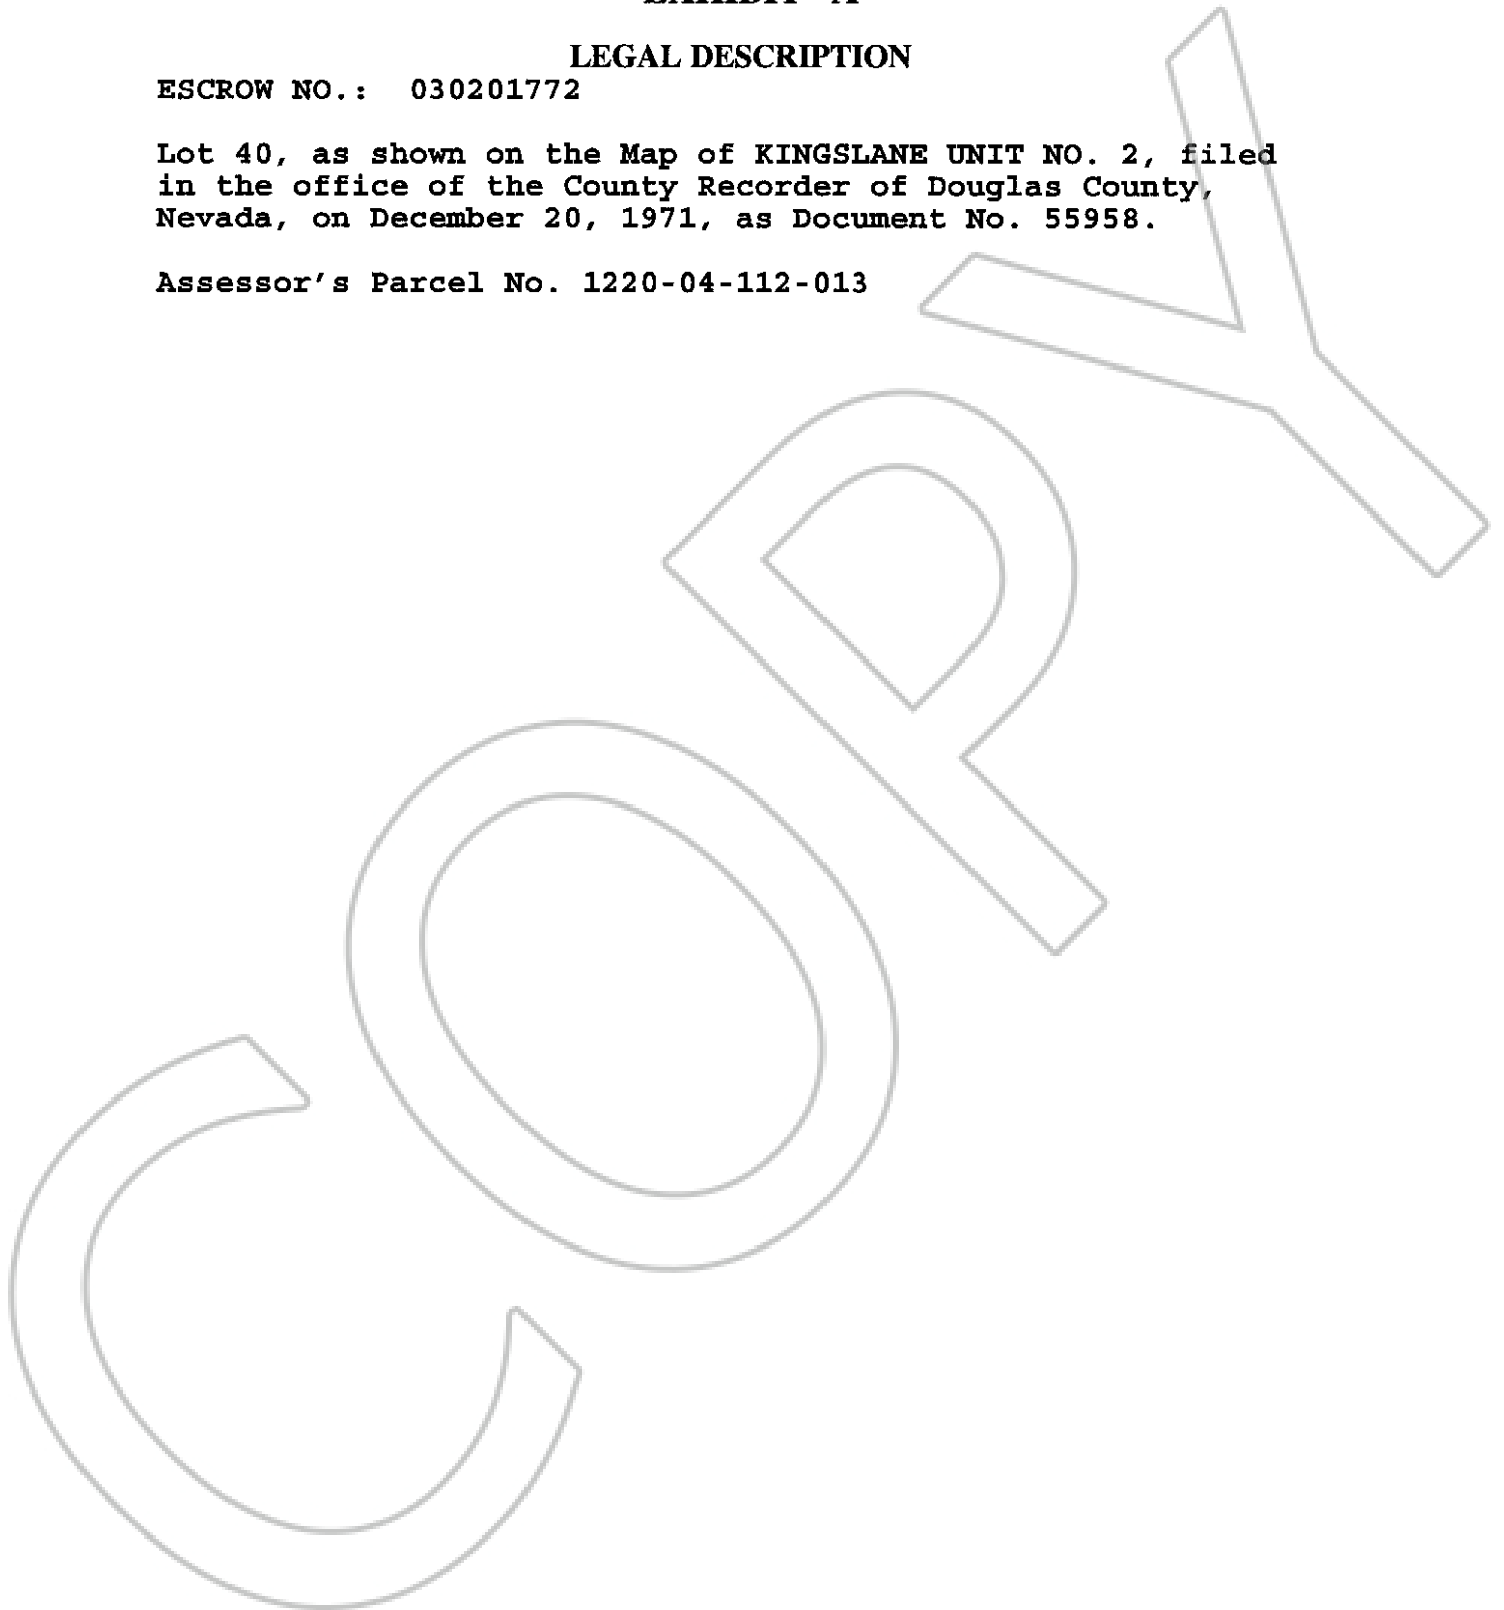 EXHIBIT "A"
LEGAL DESCRIPTION
ESCROW NO.: 030201772
Lot 40, as shown on the Map of KINGSLANE UNIT NO. 2, filed
in the office of the County Recorder of Douglas County,
Nevada, on December 20, 1971, as Document No. 55958.
Assessor's Parcel No. 1220-04-112-013
COPY